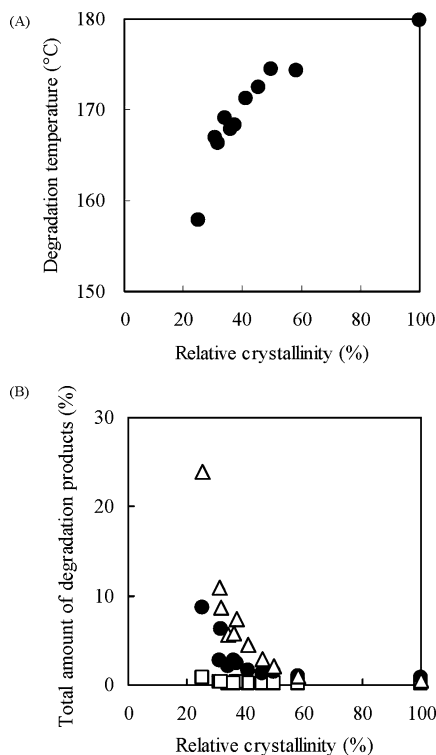 (A)
180
170
160
150
Degradation temperature (°C)
0 20 40 60 80 100
Relative crystallinity (%)
(B)
30
20
10
0
Total amount of degradation products (%)
0 20 40 60 80 100
Relative crystallinity (%)